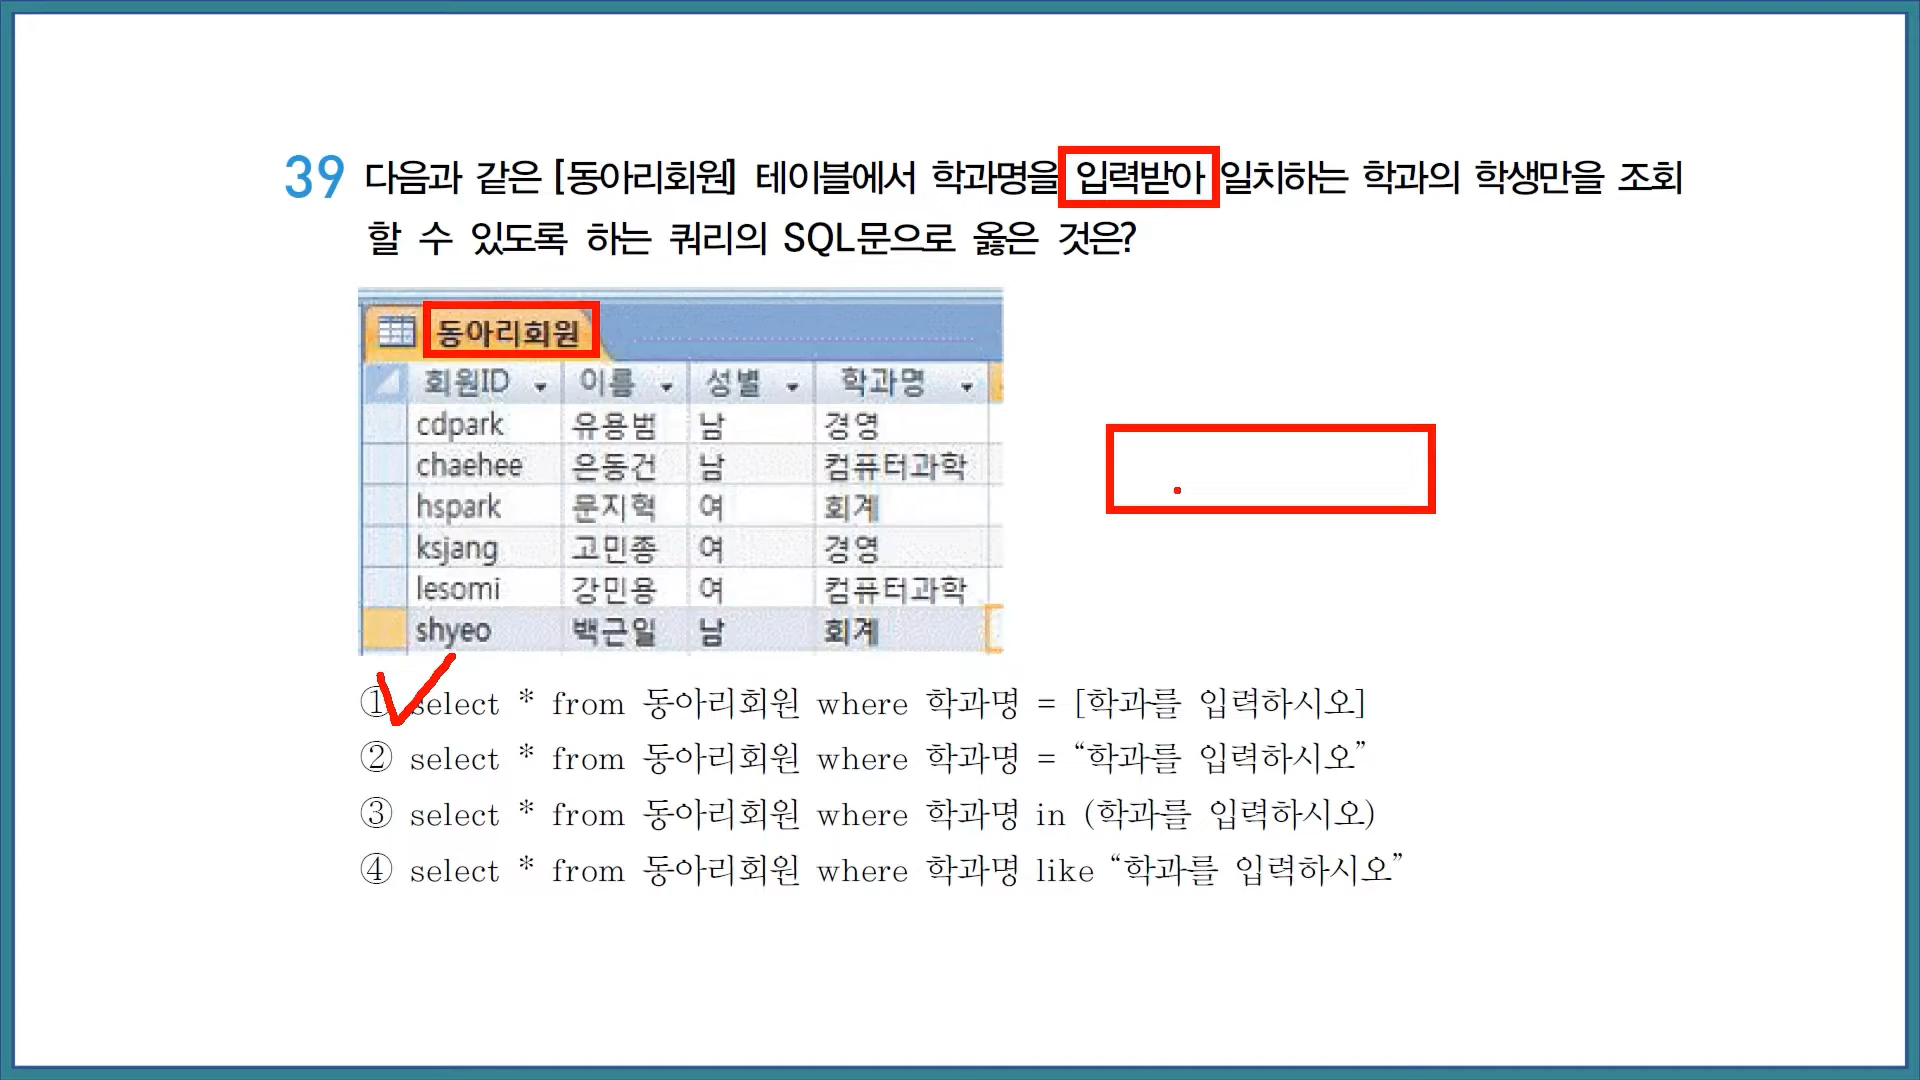 39 다음과 같은 [동아리회원] 테이블에서 학과명을 입력받아 일치하는 학과의 학생만을 조회
할 수 있도록 하는 쿼리의 SQL문으로 옳은 것은?
동아리회원
회원ID 이름 성별 학과명
cdpark 유용범 남 경영
chaehee 은동건 남 컴퓨터과학
hspark 문지혁 여 회계
ksjang 고민종 여 경영
lesomi 강민용 여 컴퓨터과학
shyeo 백근일 남 회계
① select * from 동아리회원 where 학과명 = [학과를 입력하시오]
② select * from 동아리회원 where 학과명 = “학과를 입력하시오”
③ select * from 동아리회원 where 학과명 in (학과를 입력하시오)
④ select * from 동아리회원 where 학과명 like “학과를 입력하시오”